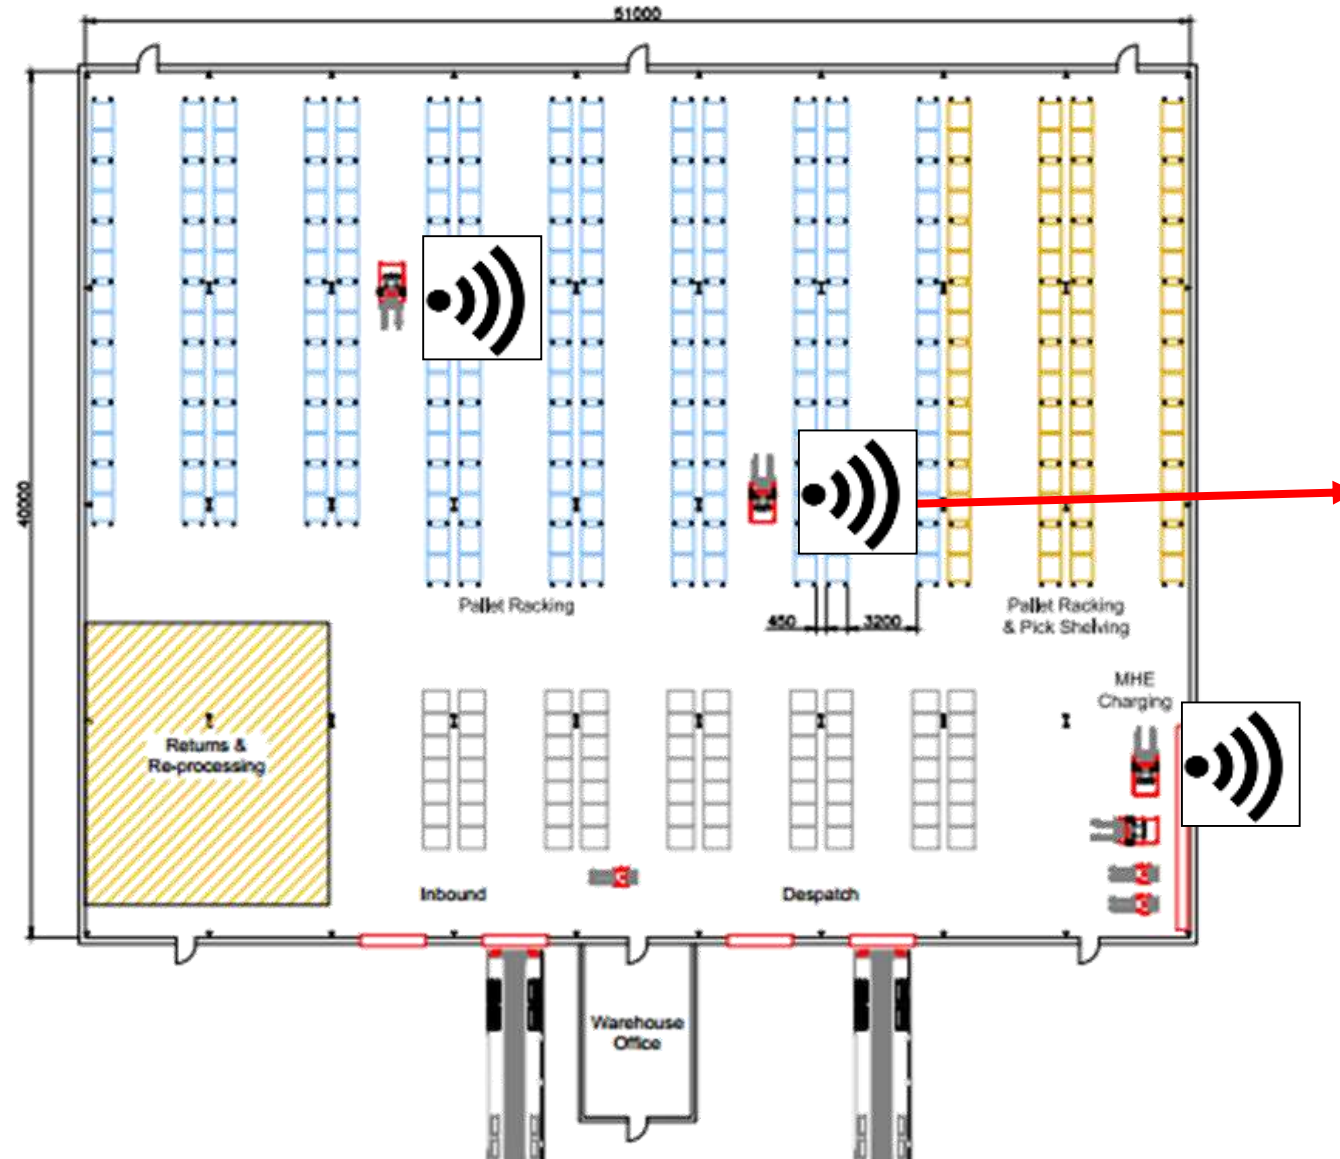 51000
40000
Pallet Racking
450
3200
Pallet Racking
& Pick Shelving
MHE
Charging
Returns &
Re-processing
Inbound
Despatch
Warehouse
Office